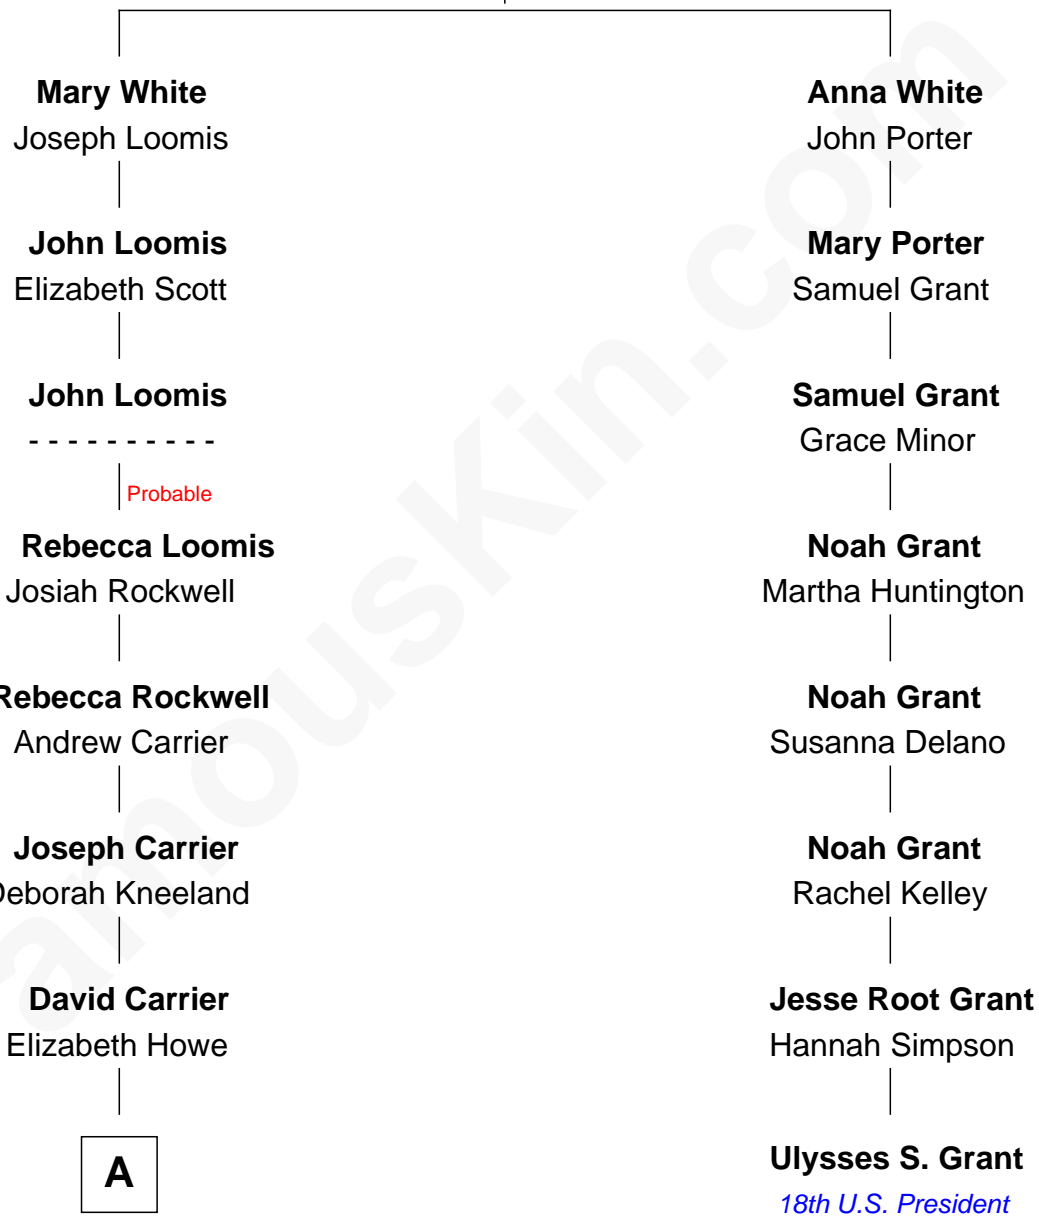 Mary White
Joseph Loomis
John Loomis
Elizabeth Scott
John Loomis
- - - - - - - - - -
Probable
Rebecca Loomis
Josiah Rockwell
Rebecca Rockwell
Andrew Carrier
Joseph Carrier
Deborah Kneeland
David Carrier
Elizabeth Howe
A
Anna White
John Porter
Mary Porter
Samuel Grant
Samuel Grant
Grace Minor
Noah Grant
Martha Huntington
Noah Grant
Susanna Delano
Noah Grant
Rachel Kelley
Jesse Root Grant
Hannah Simpson
Ulysses S. Grant
18th U.S. President
amouskin.com